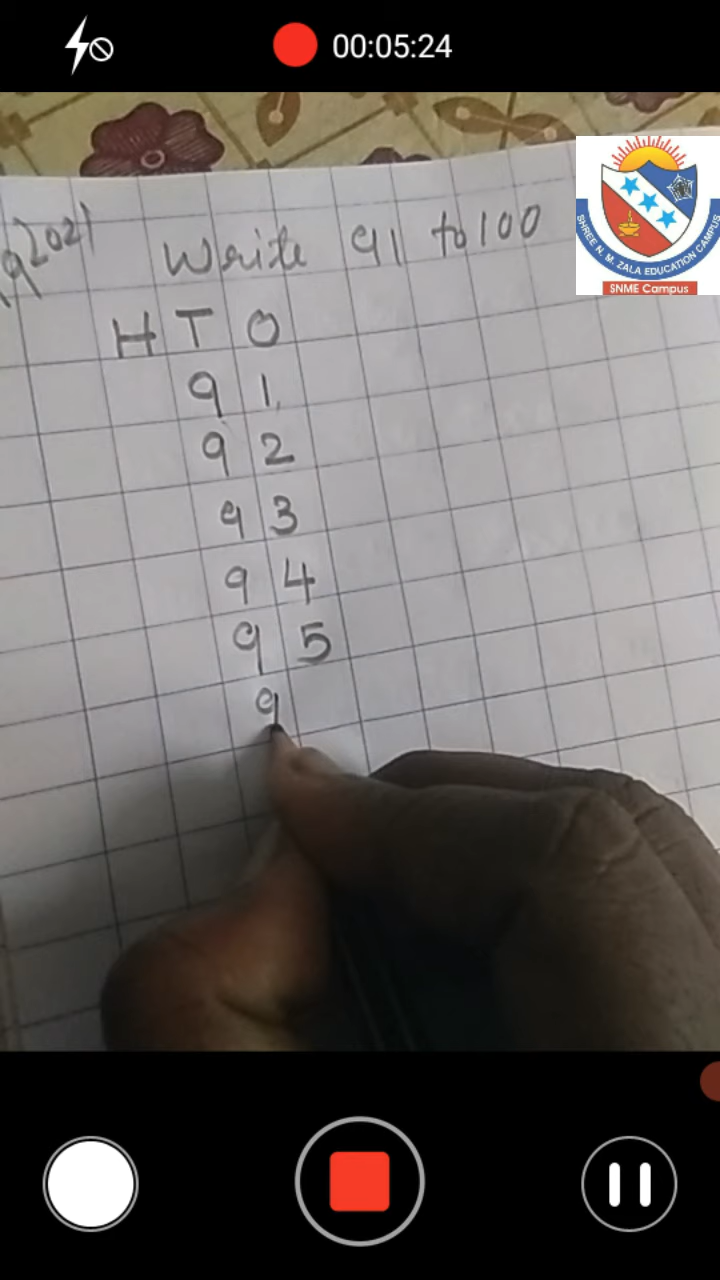 00:05:24
2021
Write 91 to 100
H T O
9 1
9 2
9 3
9 4
9 5
9
SHREE N. M. ZALA EDUCATION CAMPUS
SNME Campus